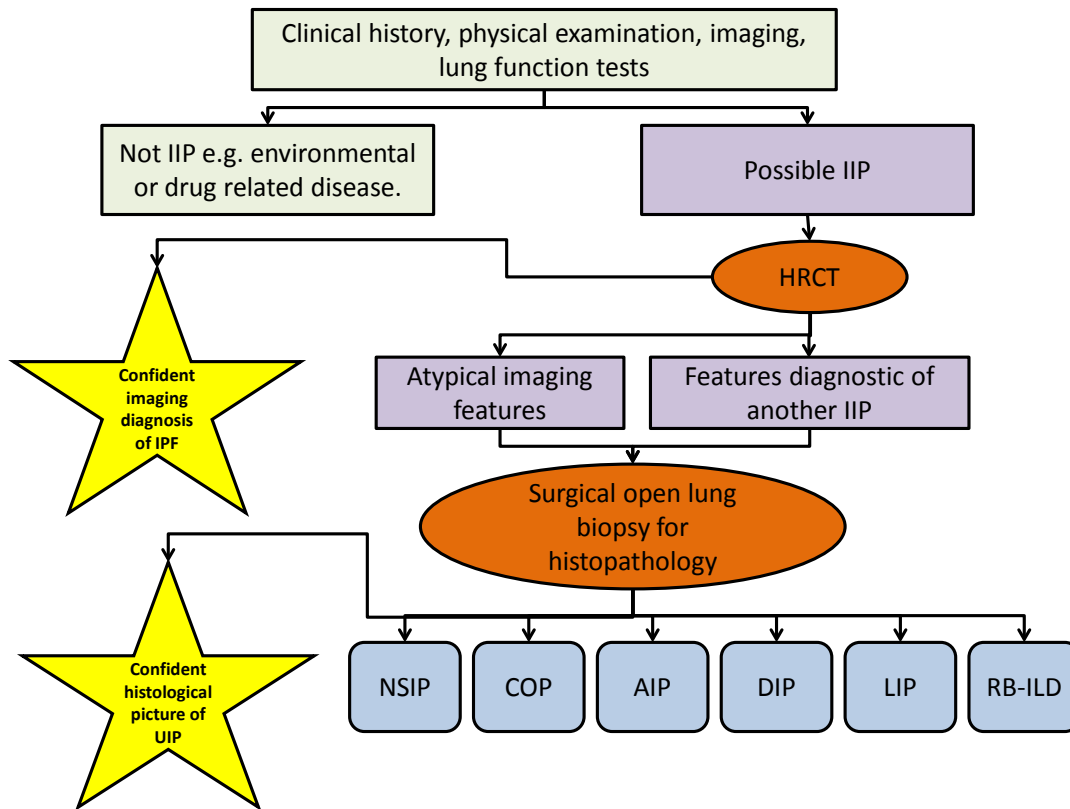 Clinical history, physical examination, imaging,
lung function tests
Not IIP e.g. environmental
or drug related disease.
Possible IIP
HRCT
Confident
imaging
diagnosis
of IPF
Atypical imaging
features
Features diagnostic of
another IIP
Surgical open lung
biopsy for
histopathology
Confident
histological
picture of
UIP
NSIP
COP
AIP
DIP
LIP
RB-ILD